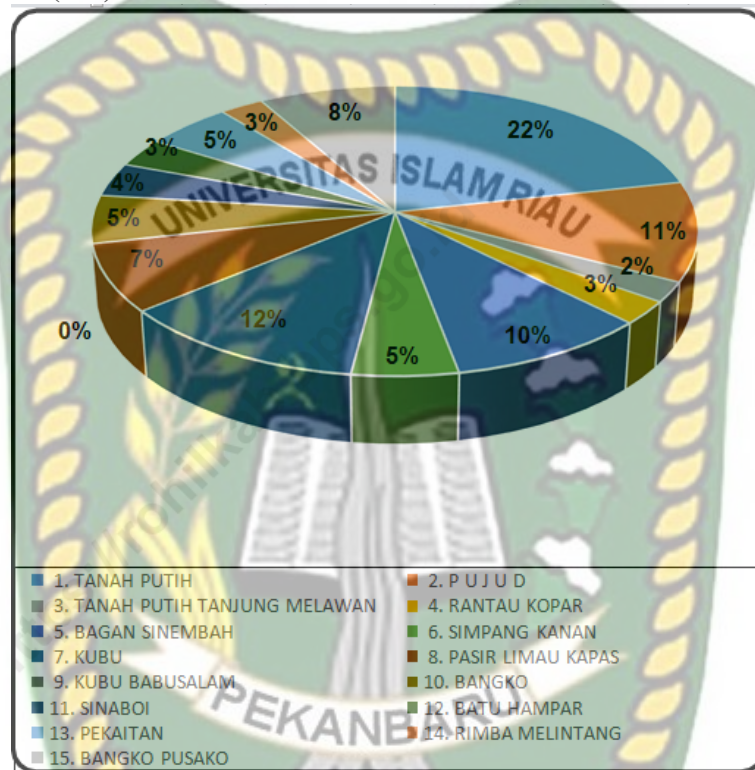 22%
11%
2%
3%
10%
5%
12%
0%
7%
5%
4%
3%
5%
3%
8%
UNIVERSITAS ISLAM RIAU
1. TANAH PUTIH
2. P U J U D
3. TANAH PUTIH TANJUNG MELAWAN
4. RANTAU KOPAR
5. BAGAN SINEMBAH
6. SIMPANG KANAN
7. KUBU
8. PASIR LIMAU KAPAS
9. KUBU BABUSALAM
10. BANGKO
11. SINABOI
12. BATU HAMPAR
13. PEKAITAN
14. RIMBA MELINTANG
15. BANGKO PUSAKO
PEKANBARU